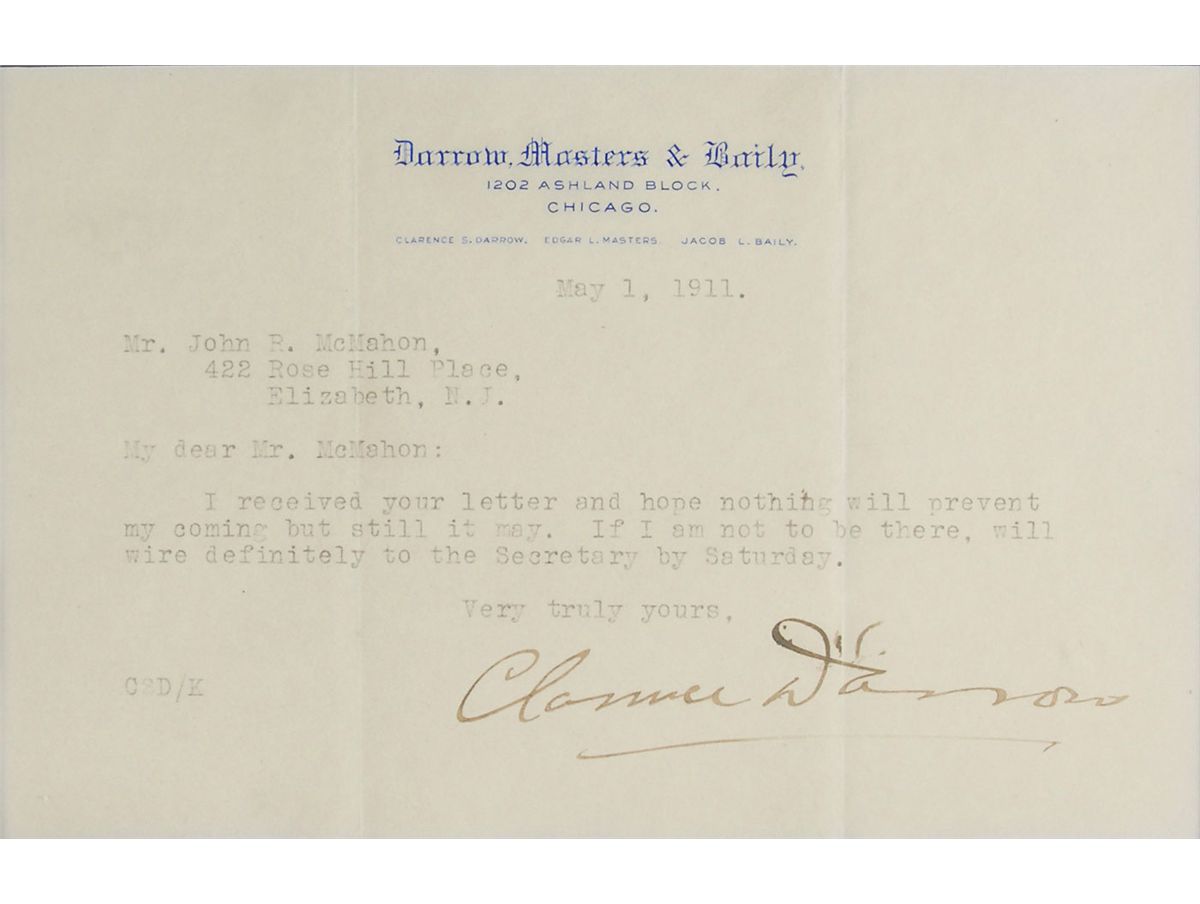 Darrow, Masters & Baily,
1202 ASHLAND BLOCK.
CHICAGO.
CLARENCE S. DARROW. EDGAR L. MASTERS. JACOB L. BAILY.
May 1, 1911.
Mr. John R. McMahon,
422 Rose Hill Place,
Elizabeth, N.J.
My dear Mr. McMahon:
I received your letter and hope nothing will prevent
my coming but still it may. If I am not to be there, will
wire definitely to the Secretary by Saturday.
Very truly yours,
Clarence Darrow
CSD/K